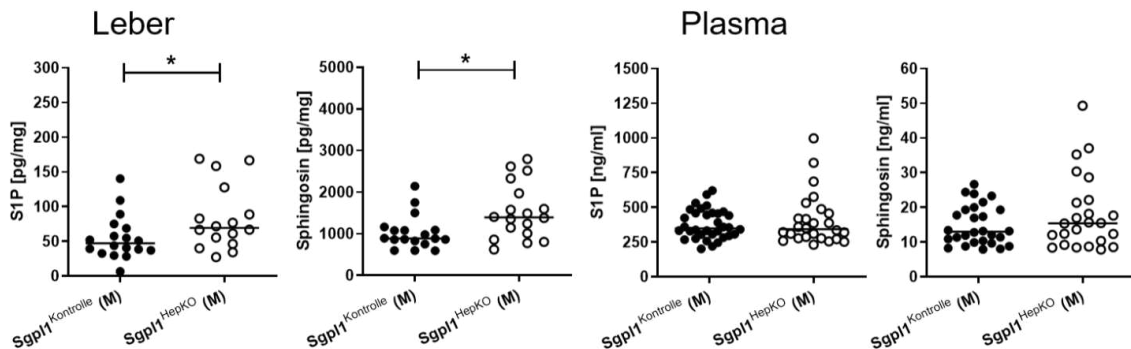 Leber
Plasma
*
S1P [pg/mg]
300
250
200
150
100
50
0
Sgpl1Kontrolle (M)
Sgpl1HepKO (M)
*
Sphingosin [pg/mg]
5000
4000
3000
2000
1000
0
Sgpl1Kontrolle (M)
Sgpl1HepKO (M)
S1P [ng/ml]
1500
1250
1000
750
500
250
0
Sgpl1Kontrolle (M)
Sgpl1HepKO (M)
Sphingosin [ng/ml]
60
50
40
30
20
10
0
Sgpl1Kontrolle (M)
Sgpl1HepKO (M)